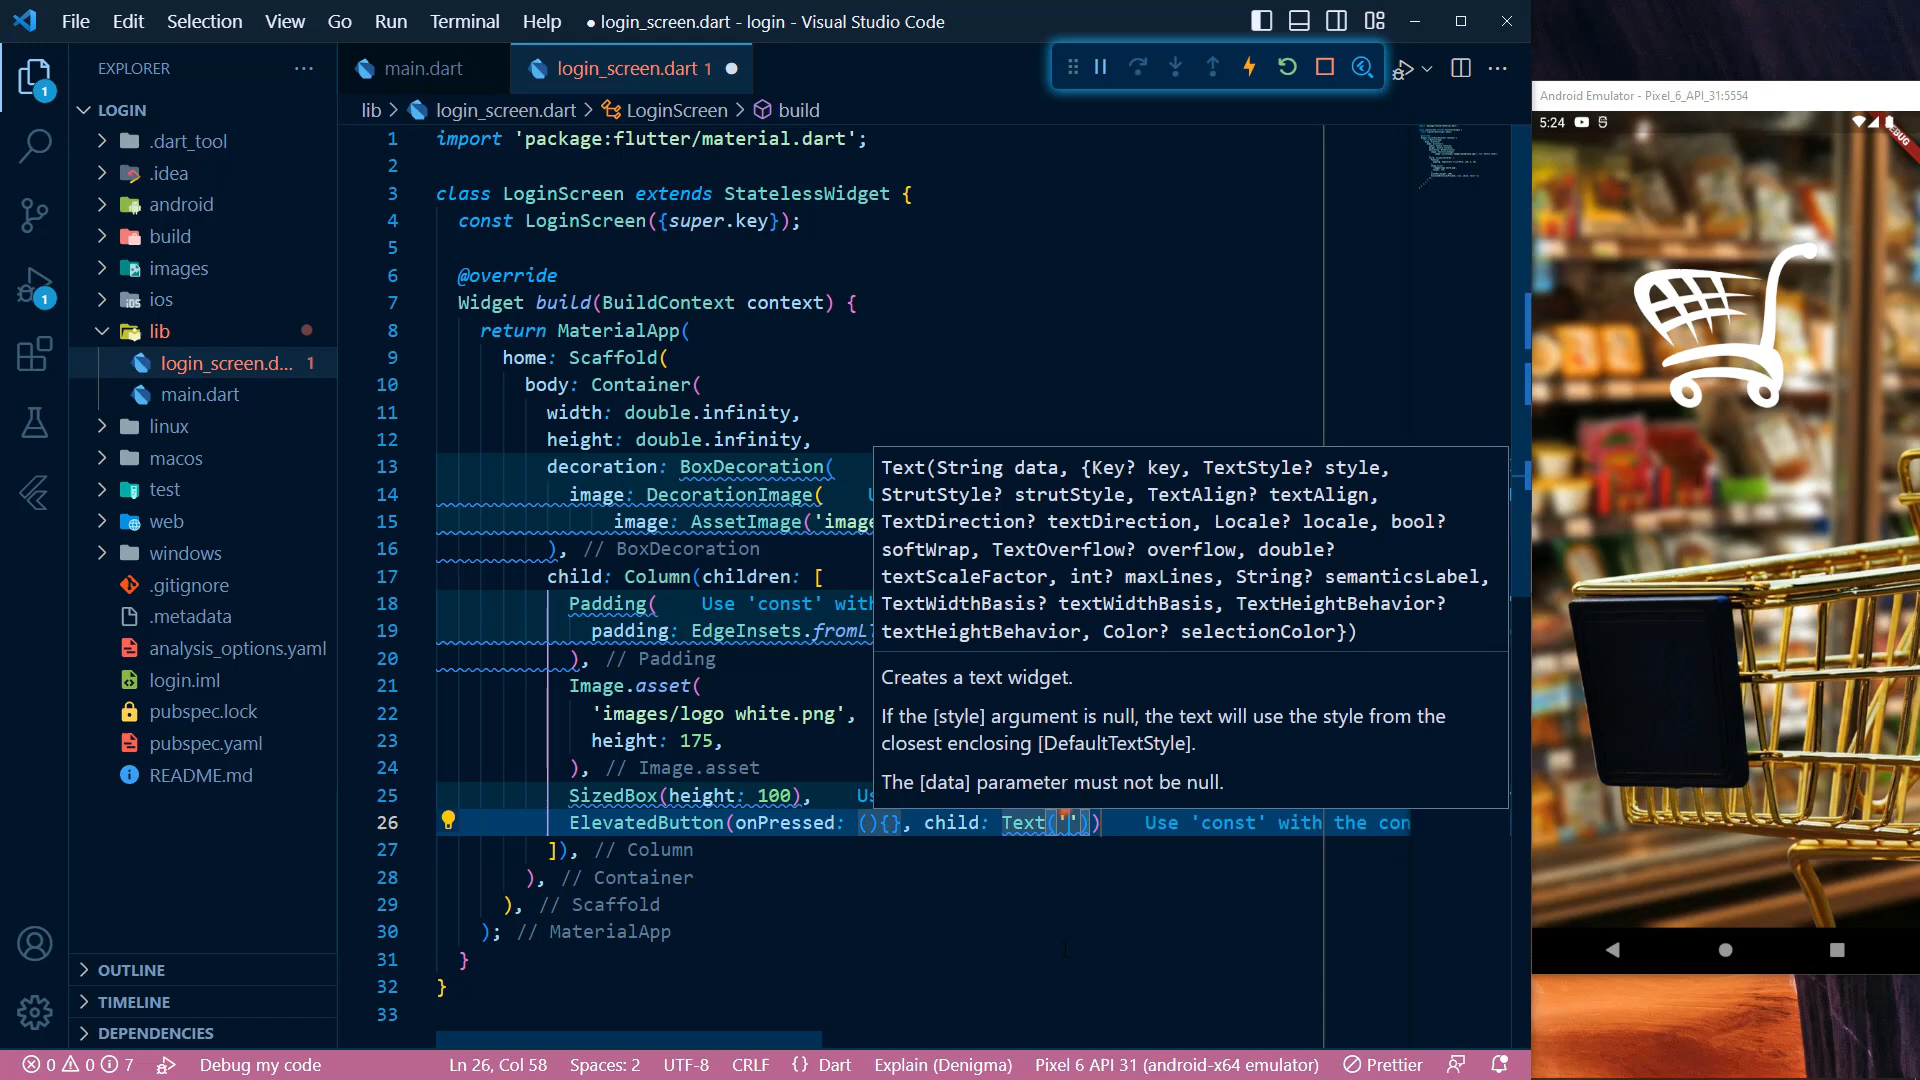 File Edit Selection View Go Run Terminal Help
● login_screen.dart - login - Visual Studio Code
EXPLORER
main.dart
login_screen.dart 1
LOGIN
.dart_tool
.idea
android
build
images
ios
lib
login_screen.d... 1
main.dart
linux
macos
test
web
windows
.gitignore
.metadata
analysis_options.yaml
login.iml
pubspec.lock
pubspec.yaml
README.md
OUTLINE
TIMELINE
DEPENDENCIES
1
1
lib > login_screen.dart > LoginScreen > build
1 import 'package:flutter/material.dart';
2
3 class LoginScreen extends StatelessWidget {
4 const LoginScreen({super.key});
5
6 @override
7 Widget build(BuildContext context) {
8 return MaterialApp(
9 home: Scaffold(
10 body: Container(
11 width: double.infinity,
12 height: double.infinity,
13 decoration: BoxDecoration(
14 image: DecorationImage(
15 image: AssetImage('image
16 ), // BoxDecoration
17 child: Column(children: [
18 Padding( Use 'const' with
19 padding: EdgeInsets.fromL
20 ), // Padding
21 Image.asset(
22 'images/logo white.png',
23 height: 175,
24 ), // Image.asset
25 SizedBox(height: 100),
26 ElevatedButton(onPressed: (){}, child: Text('')) Use 'const' with the con
27 ]), // Column
28 ), // Container
29 ), // Scaffold
30 ); // MaterialApp
31 }
32 }
33
Text(String data, {Key? key, TextStyle? style,
StrutStyle? strutStyle, TextAlign? textAlign,
TextDirection? textDirection, Locale? locale, bool?
softWrap, TextOverflow? overflow, double?
textScaleFactor, int? maxLines, String? semanticsLabel,
TextWidthBasis? textWidthBasis, TextHeightBehavior?
textHeightBehavior, Color? selectionColor})
Creates a text widget.
If the [style] argument is null, the text will use the style from the
closest enclosing [DefaultTextStyle].
The [data] parameter must not be null.
Android Emulator - Pixel_6_API_31:5554
5:24
DEBUG
0 0 7 Debug my code Ln 26, Col 58 Spaces: 2 UTF-8 CRLF {} Dart Explain (Denigma) Pixel 6 API 31 (android-x64 emulator) Prettier